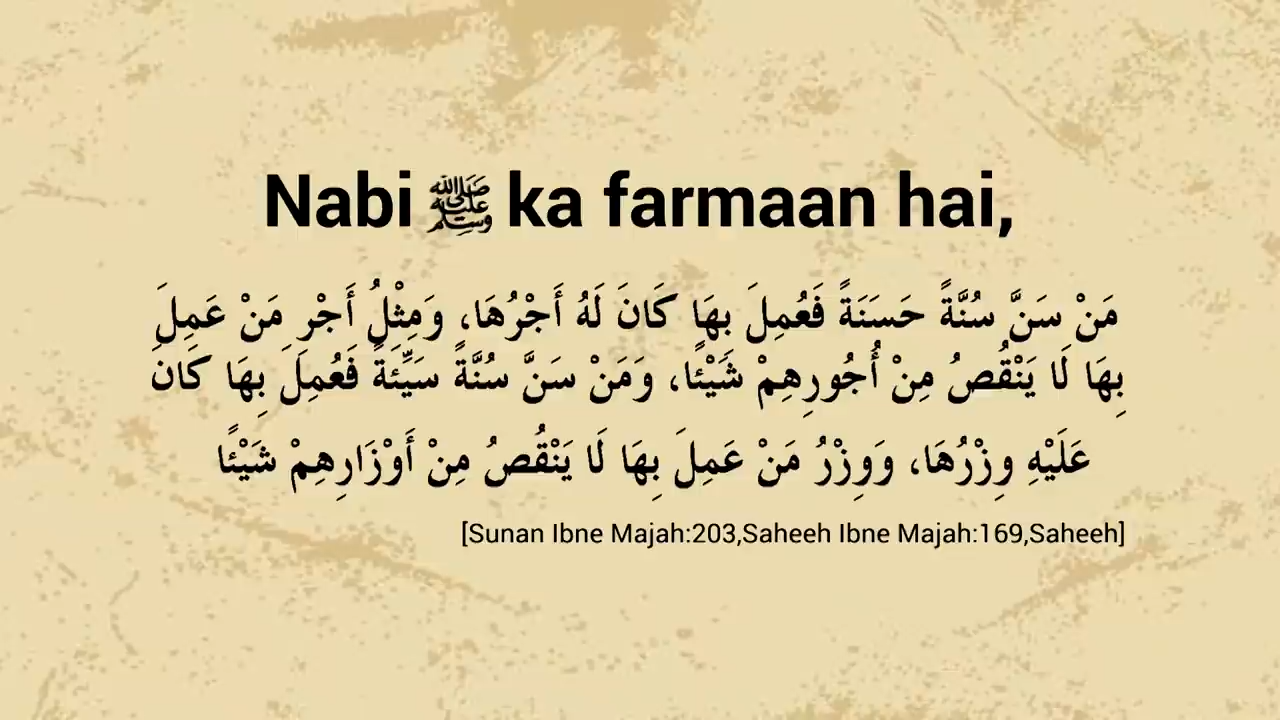 Nabi ﷺ ka farmaan hai,
مَنْ سَنَّ سُنَّةً حَسَنَةً فَعُمِلَ بِهَا كَانَ لَهُ أَجْرُهَا، وَمِثْلُ أَجْرِ مَنْ عَمِلَ
بِهَا لَا يَنْقُصُ مِنْ أُجُورِهِمْ شَيْئًا، وَمَنْ سَنَّ سُنَّةً سَيِّئَةً فَعُمِلَ بِهَا كَانَ
عَلَيْهِ وِزْرُهَا، وَوِزْرُ مَنْ عَمِلَ بِهَا لَا يَنْقُصُ مِنْ أَوْزَارِهِمْ شَيْئًا
[Sunan Ibne Majah:203,Saheeh Ibne Majah:169,Saheeh]